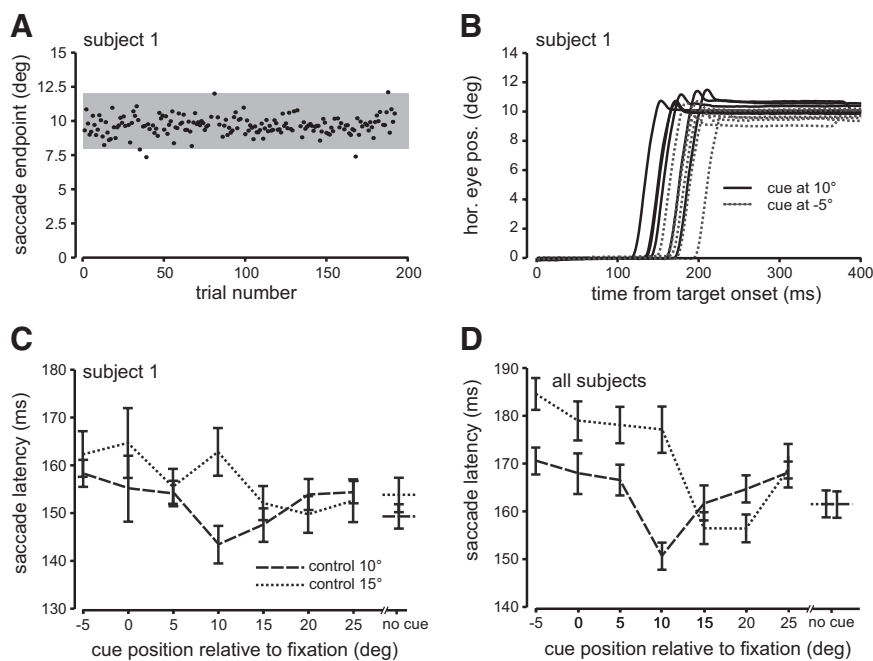 A
subject 1
saccade endpoint (deg)
15
12.5
10
7.5
5
2.5
0
0 50 100 150 200
trial number
B
subject 1
hor. eye pos. (deg)
14
12
10
8
6
4
2
0
cue at 10°
cue at -5°
0 100 200 300 400
time from target onset (ms)
C
subject 1
saccade latency (ms)
180
170
160
150
140
130
control 10°
control 15°
-5 0 5 10 15 20 25 no cue
cue position relative to fixation (deg)
D
all subjects
saccade latency (ms)
190
180
170
160
150
140
-5 0 5 10 15 20 25 no cue
cue position relative to fixation (deg)